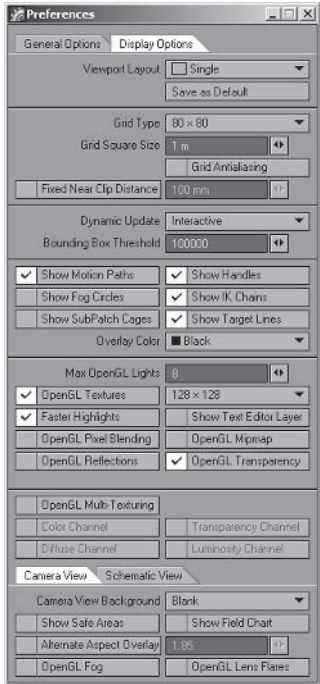 Preferences
General Options Display Options
Viewport Layout Single
Save as Default
Grid Type 80 × 80
Grid Square Size 1 m
Grid Antialiasing
Fixed Near Clip Distance 100 mm
Dynamic Update Interactive
Bounding Box Threshold 100000
Show Motion Paths Show Handles
Show Fog Circles Show IK Chains
Show SubPatch Cages Show Target Lines
Overlay Color Black
Max OpenGL Lights 8
OpenGL Textures 128 × 128
Faster Highlights Show Text Editor Layer
OpenGL Pixel Blending OpenGL Mipmap
OpenGL Reflections OpenGL Transparency
OpenGL Multi-Texturing
Color Channel Transparency Channel
Diffuse Channel Luminosity Channel
Camera View Schematic View
Camera View Background Blank
Show Safe Areas Show Field Chart
Alternate Aspect Overlay 1.85
OpenGL Fog OpenGL Lens Flares